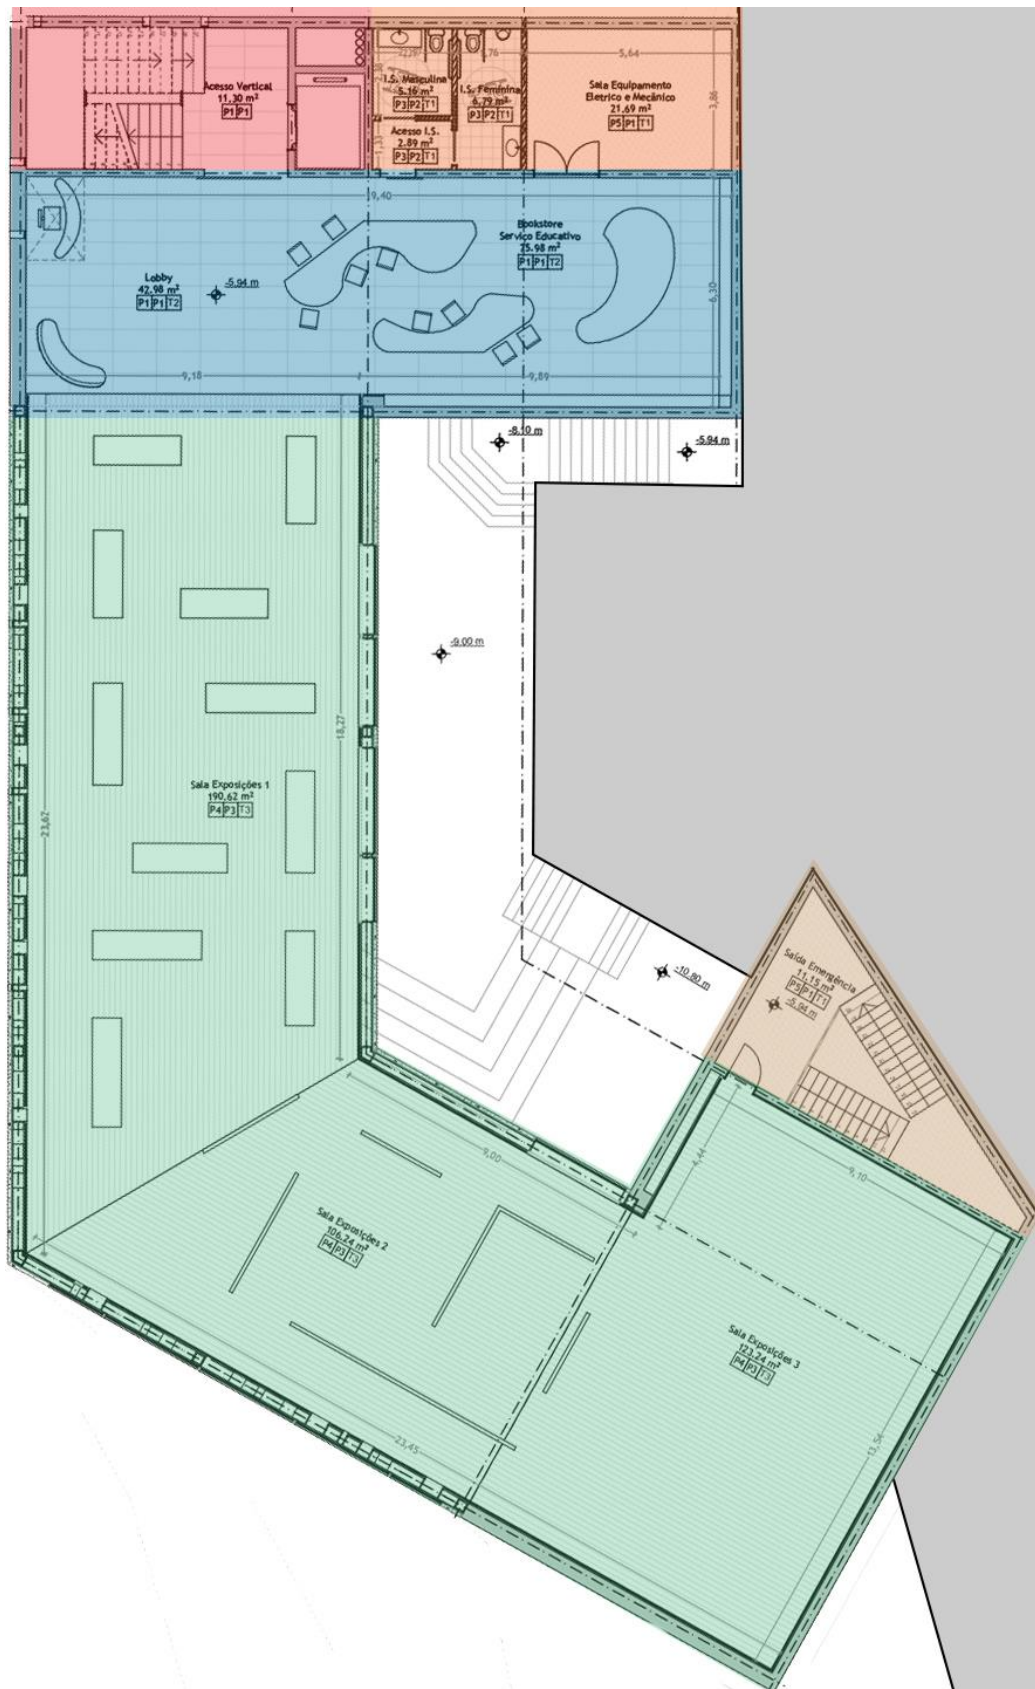 Acesso Vertical
11,30 m²
P1 P1
I.S. Masculina
5.16 m²
P3 P2 T1
I.S. Feminina
6,79 m²
P3 P2 T1
Acesso I.S.
2.89 m²
P3 P2 T1
5,64
Sala Equipamento
Eletrico e Mecânico
21,69 m²
P5 P1 T1
3,86
9,40
Bookstore
Serviço Educativo
75.98 m²
P1 P1 T2
Lobby
42,98 m²
P1 P1 T2
-5.94 m
6,30
9,18
9,89
-8.10 m
-5.94 m
-9.00 m
18,27
Sala Exposições 1
190,62 m²
P4 P3 T3
23,67
Saída Emergência
11,15 m²
P5 P1 T1
-5.94 m
-10.80 m
9,00
4,44
9,10
Sala Exposições 2
106,24 m²
P4 P3 T3
Sala Exposições 3
123,24 m²
P4 P3 T3
23,45
13,54